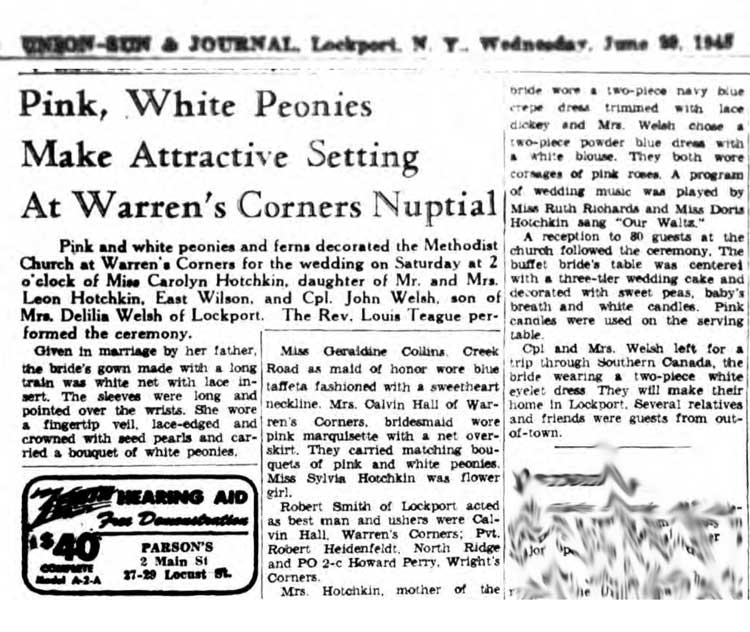 UNION-SUN & JOURNAL, Lockport, N. Y., Wednesday, June 1945
Pink, White Peonies
Make Attractive Setting
At Warren's Corners Nuptial
Pink and white peonies and ferns decorated the Methodist
Church at Warren's Corners for the wedding on Saturday at 2
o'clock of Miss Carolyn Hotchkin, daughter of Mr. and Mrs.
Leon Hotchkin, East Wilson, and Cpl. John Welsh, son of
Mrs. Delilia Welsh of Lockport. The Rev. Louis Teague per-
formed the ceremony.
Given in marriage by her father,
the bride's gown made with a long
train was white net with lace in-
sert. The sleeves were long and
pointed over the wrists. She wore
a fingertip veil, lace-edged and
crowned with seed pearls and car-
ried a bouquet of white peonies.
Zenith HEARING AID
Free Demonstration
$40
COMPLETE
Model A-2-A
PARSON'S
2 Main St
27-29 Locust St.
Miss Geraldine Collins, Creek
Road as maid of honor wore blue
taffeta fashioned with a sweetheart
neckline. Mrs. Calvin Hall of War-
ren's Corners, bridesmaid wore
pink marquisette with a net over-
skirt. They carried matching bou-
quets of pink and white peonies.
Miss Sylvia Hotchkin was flower
girl.
Robert Smith of Lockport acted
as best man and ushers were Cal-
vin Hall, Warren's Corners; Pvt.
Robert Heidenfeldt, North Ridge
and PO 2-c Howard Perry, Wright's
Corners.
Mrs. Hotchkin, mother of the
bride wore a two-piece navy blue
crepe dress trimmed with lace
dickey and Mrs. Welsh chose a
two-piece powder blue dress with
a white blouse. They both wore
corsages of pink roses. A program
of wedding music was played by
Miss Ruth Richards and Miss Doris
Hotchkin sang "Our Waltz."
A reception to 80 guests at the
church followed the ceremony. The
buffet bride's table was centered
with a three-tier wedding cake and
decorated with sweet peas, baby's
breath and white candles. Pink
candles were used on the serving
table.
Cpl and Mrs. Welsh left for a
trip through Southern Canada, the
bride wearing a two-piece white
eyelet dress They will make their
home in Lockport. Several relatives
and friends were guests from out-
of-town.